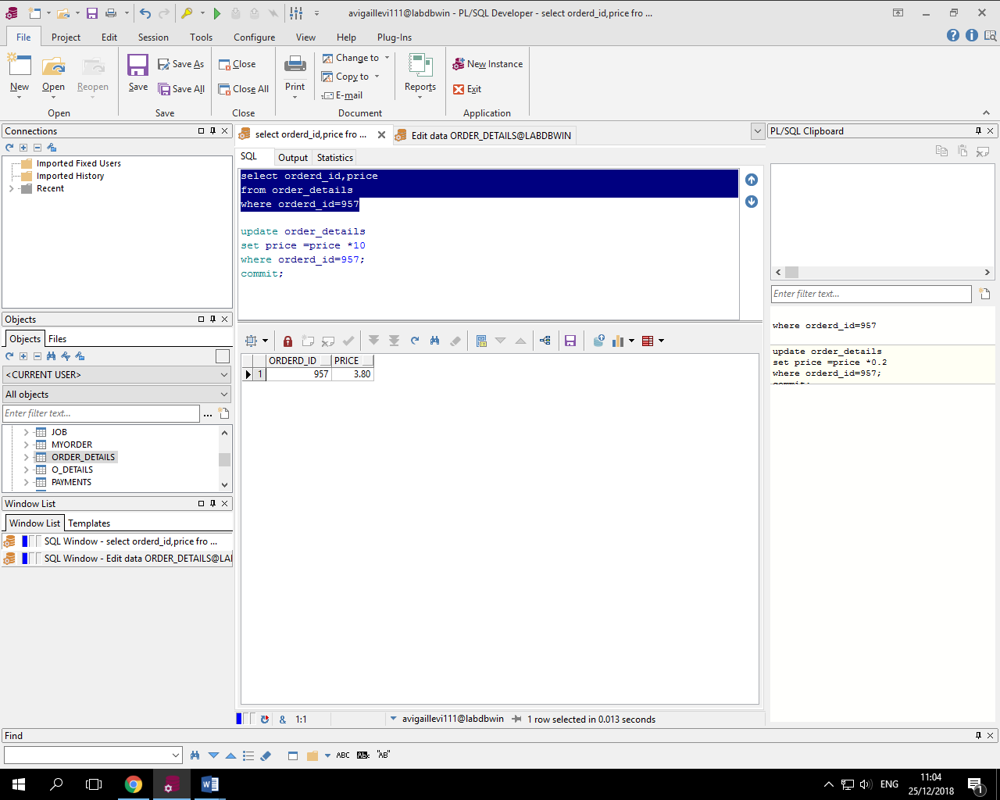 avigaillevi111@labdbwin - PL/SQL Developer - select orderd_id,price fro ...
File Project Edit Session Tools Configure View Help Plug-Ins
New Open Reopen
Open
Save Save As
Save All
Save
Close
Close All
Close
Print
Change to
Copy to
E-mail
Reports
Document
New Instance
Exit
Application
Connections
Imported Fixed Users
Imported History
Recent
Objects
Objects Files
<CURRENT USER>
All objects
Enter filter text...
JOB
MYORDER
ORDER_DETAILS
O_DETAILS
PAYMENTS
Window List
Window List Templates
SQL Window - select orderd_id,price fro ...
SQL Window - Edit data ORDER_DETAILS@LAI
select orderd_id,price fro ... Edit data ORDER_DETAILS@LABDBWIN
SQL Output Statistics
select orderd_id,price
from order_details
where orderd_id=957
update order_details
set price =price *10
where orderd_id=957;
commit;
ORDERD_ID PRICE
1 957 3.80
& 1:1 avigaillevi111@labdbwin 1 row selected in 0.013 seconds
PL/SQL Clipboard
Enter filter text...
where orderd_id=957
update order_details
set price =price *0.2
where orderd_id=957;
commit;
Find
ABC AB: "AB"
ENG
11:04
25/12/2018
1